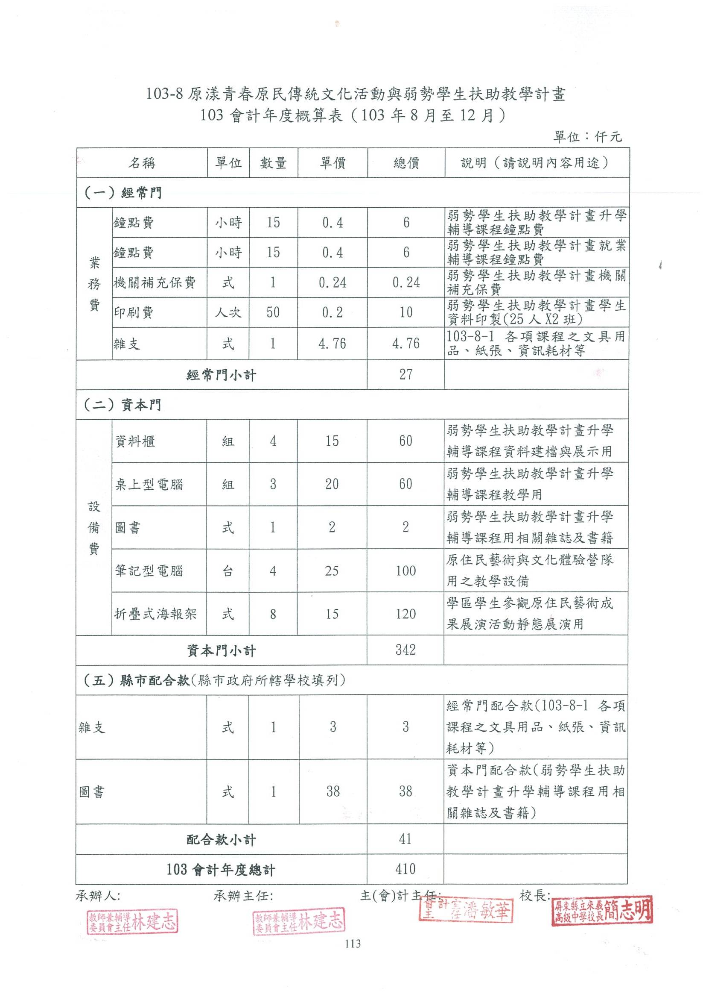 103-8 原漾青春原民傳統文化活動與弱勢學生扶助教學計畫
103 會計年度概算表（103 年 8 月至 12 月）
單位：仟元
名稱 單位 數量 單價 總價 說明（請說明內容用途）
（一）經常門
業務費
鐘點費 小時 15 0.4 6 弱勢學生扶助教學計畫升學
輔導課程鐘點費
鐘點費 小時 15 0.4 6 弱勢學生扶助教學計畫就業
輔導課程鐘點費
機關補充保費 式 1 0.24 0.24 弱勢學生扶助教學計畫機關
補充保費
印刷費 人次 50 0.2 10 弱勢學生扶助教學計畫學生
資料印製(25 人 X2 班)
雜支 式 1 4.76 4.76 103-8-1 各項課程之文具用
品、紙張、資訊耗材等
經常門小計 27
（二）資本門
設備費
資料櫃 組 4 15 60 弱勢學生扶助教學計畫升學
輔導課程資料建檔與展示用
桌上型電腦 組 3 20 60 弱勢學生扶助教學計畫升學
輔導課程教學用
圖書 式 1 2 2 弱勢學生扶助教學計畫升學
輔導課程用相關雜誌及書籍
筆記型電腦 台 4 25 100 原住民藝術與文化體驗營隊
用之教學設備
折疊式海報架 式 8 15 120 學區學生參觀原住民藝術成
果展演活動靜態展演用
資本門小計 342
（五）縣市配合款(縣市政府所轄學校填列)
雜支 式 1 3 3 經常門配合款(103-8-1 各項
課程之文具用品、紙張、資訊
耗材等)
圖書 式 1 38 38 資本門配合款(弱勢學生扶助
教學計畫升學輔導課程用相
關雜誌及書籍)
配合款小計 41
103 會計年度總計 410
承辦人: 承辦主任: 主(會)計主任: 校長:
教師兼輔導
委員會主任 林建志
教師兼輔導
委員會主任 林建志
會計室
主任 潘敏華
屏東縣立來義
高級中學校長 簡志明
113